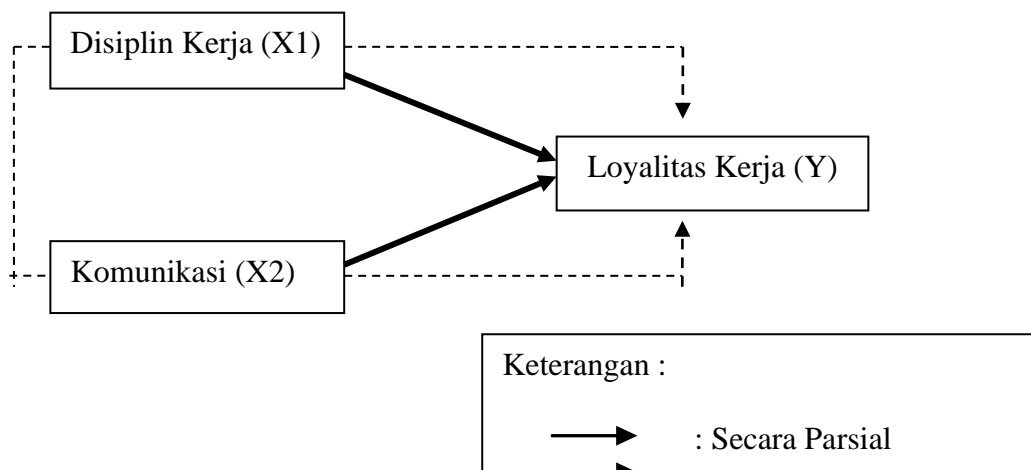 Disiplin Kerja (X1)
Loyalitas Kerja (Y)
Komunikasi (X2)
Keterangan :
: Secara Parsial